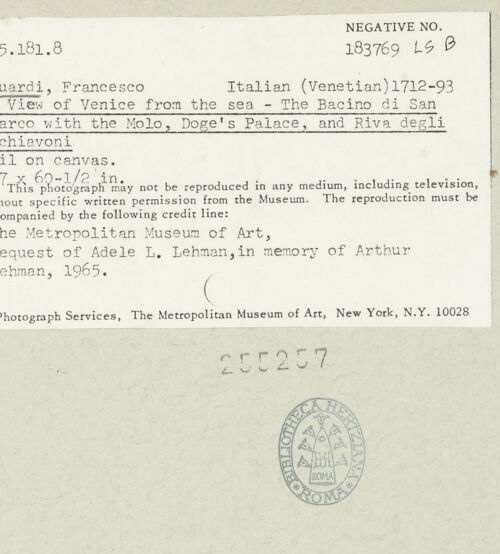 NEGATIVE NO.
5.181.8
183769 LS B
uardi, Francesco Italian (Venetian)1712-93
View of Venice from the sea - The Bacino di San
arco with the Molo, Doge's Palace, and Riva degli
chiavoni
il on canvas.
7 x 60-1/2 in.
This photograph may not be reproduced in any medium, including television,
hout specific written permission from the Museum. The reproduction must be
ompanied by the following credit line:
he Metropolitan Museum of Art,
equest of Adele L. Lehman,in memory of Arthur
ehman, 1965.
Photograph Services, The Metropolitan Museum of Art, New York, N.Y. 10028
255257
BIBLIOTHECA HERTZIANA
ROMA
ROMA